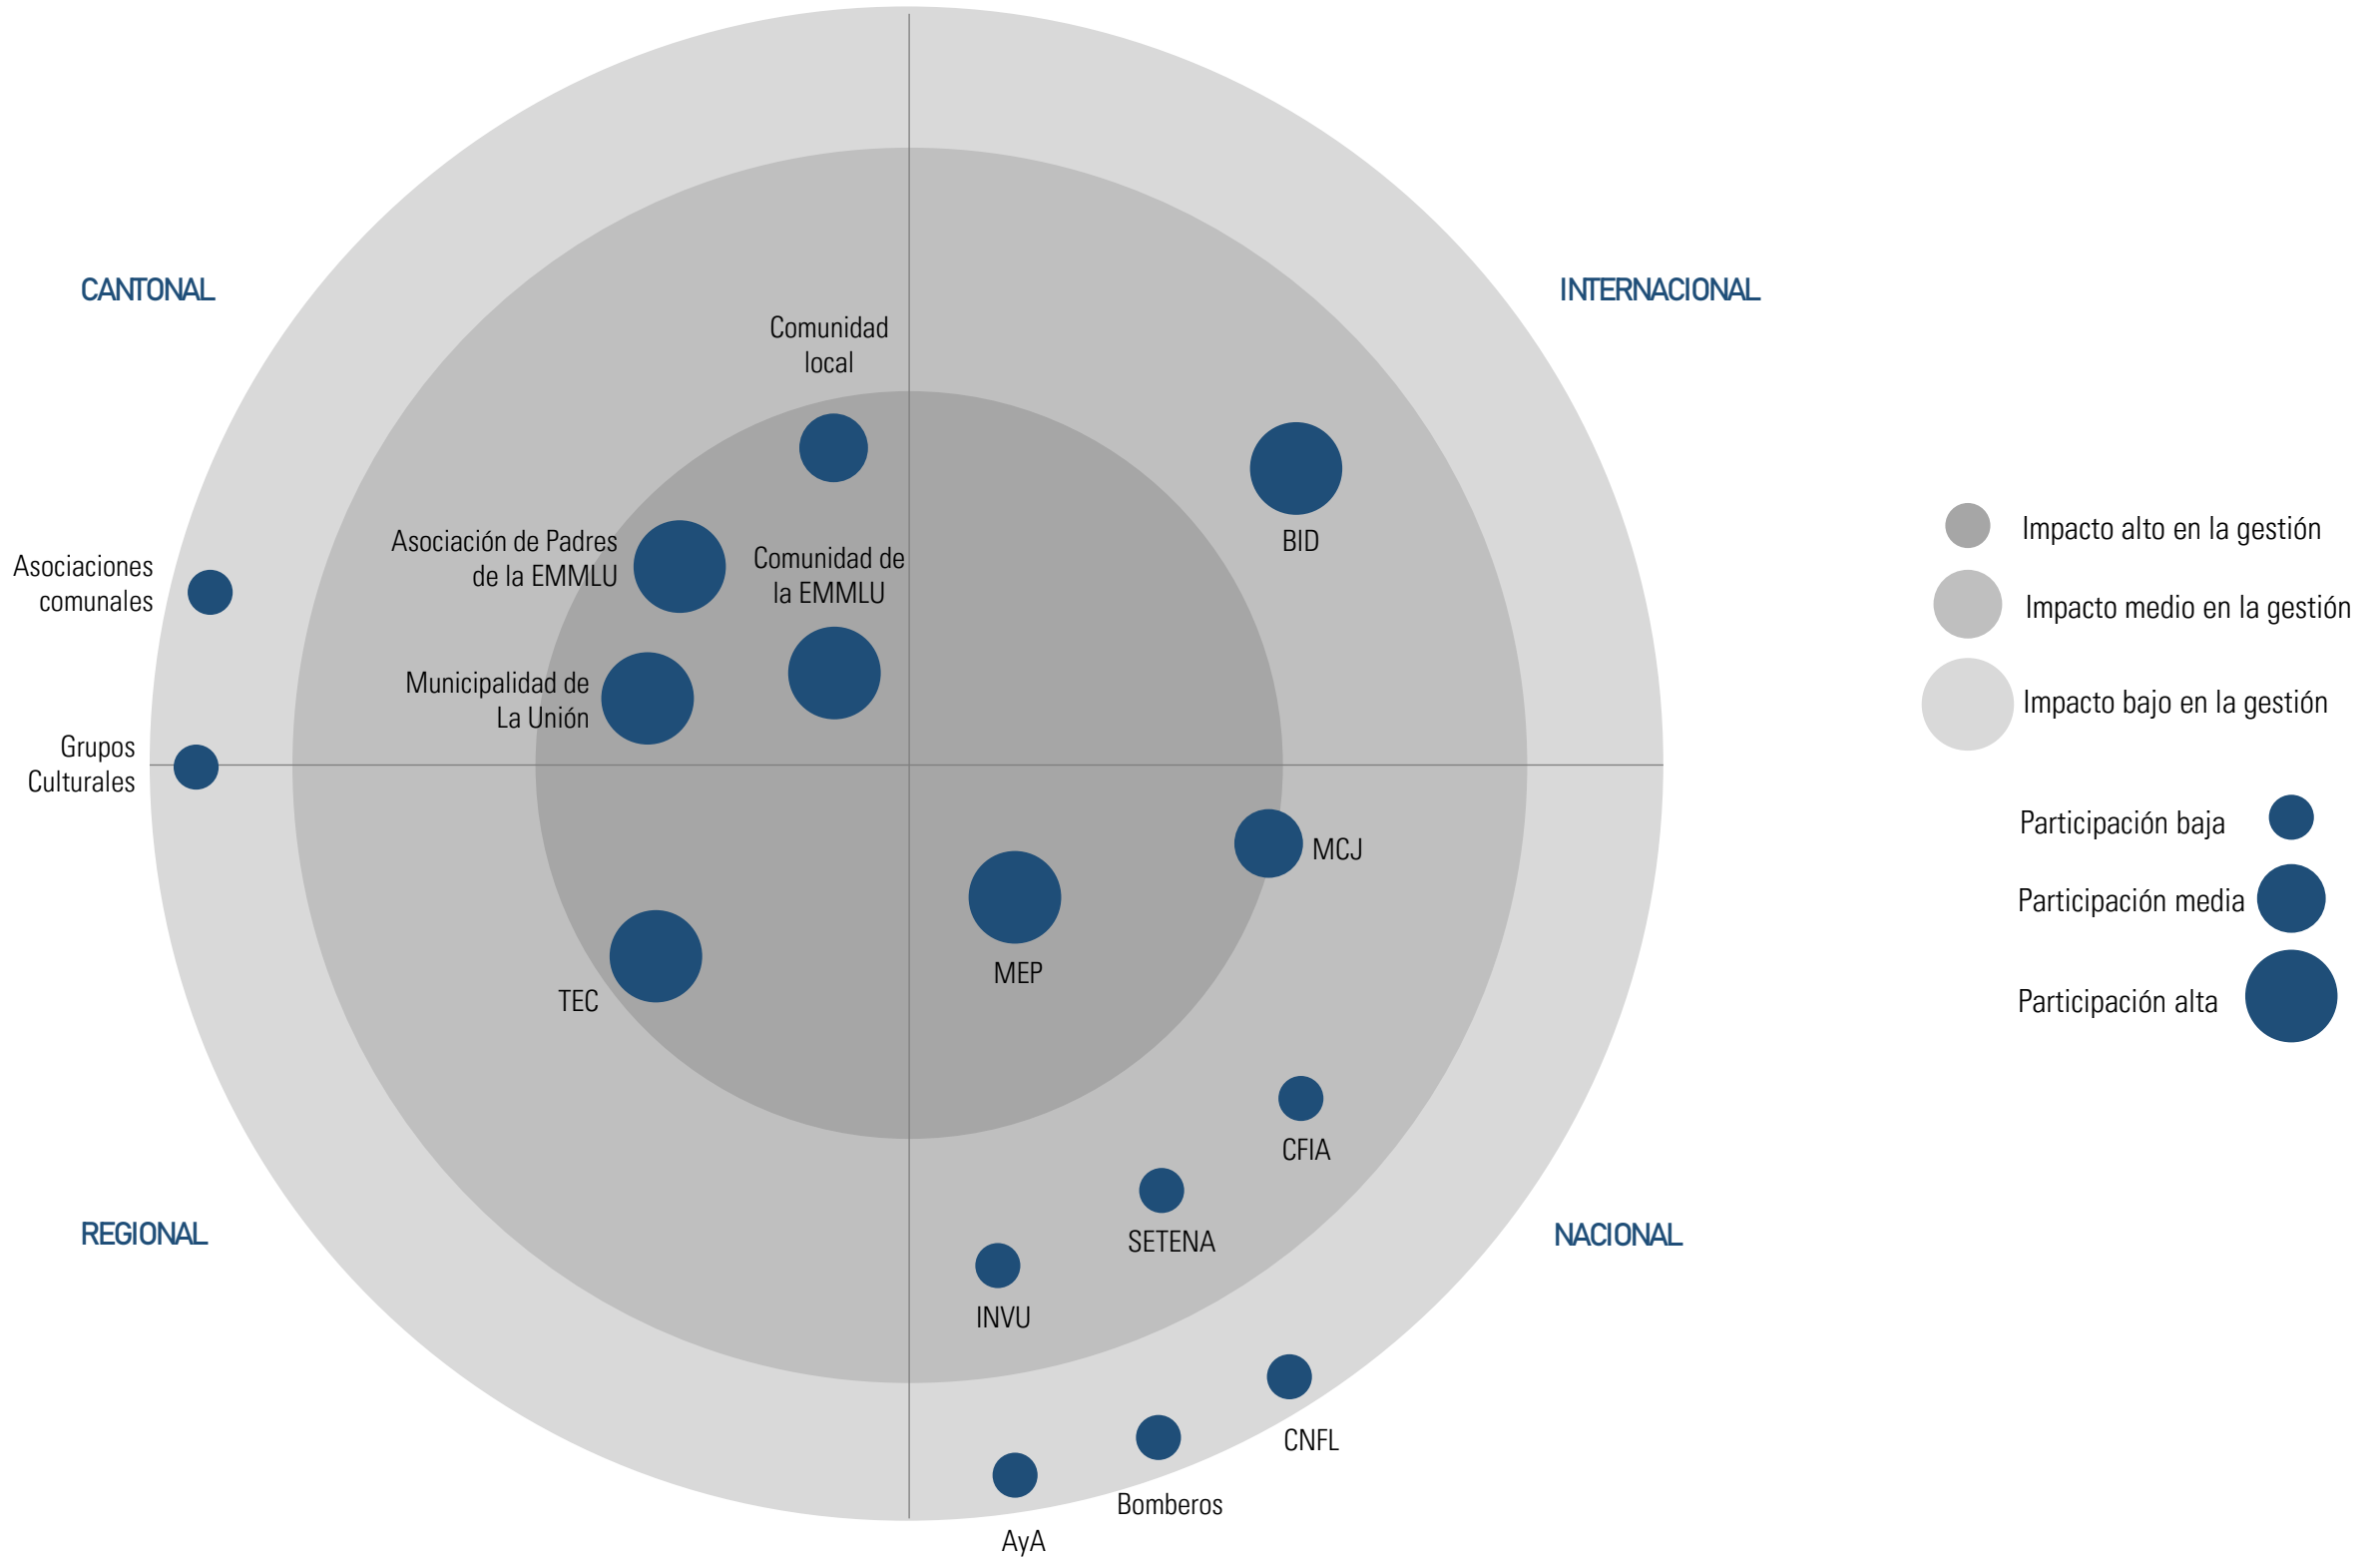 CANTONAL
INTERNACIONAL
Comunidad
local
Asociación de Padres
de la EMMLU
Comunidad de
la EMMLU
BID
Asociaciones
comunales
Municipalidad de
La Unión
Grupos
Culturales
MCJ
MEP
TEC
CFIA
SETENA
INVU
REGIONAL
NACIONAL
CNFL
Bomberos
AyA
Impacto alto en la gestión
Impacto medio en la gestión
Impacto bajo en la gestión
Participación baja
Participación media
Participación alta